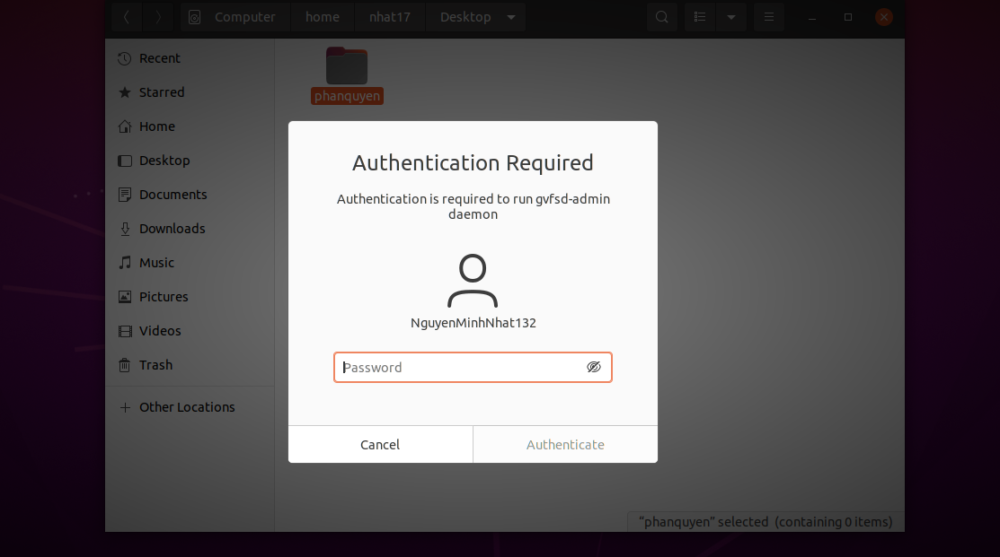 Computer home nhat17 Desktop
Recent
Starred
Home
Desktop
Documents
Downloads
Music
Pictures
Videos
Trash
Other Locations
phanquyen
Authentication Required
Authentication is required to run gvfsd-admin
daemon
NguyenMinhNhat132
Password
Cancel Authenticate
"phanquyen" selected (containing 0 items)